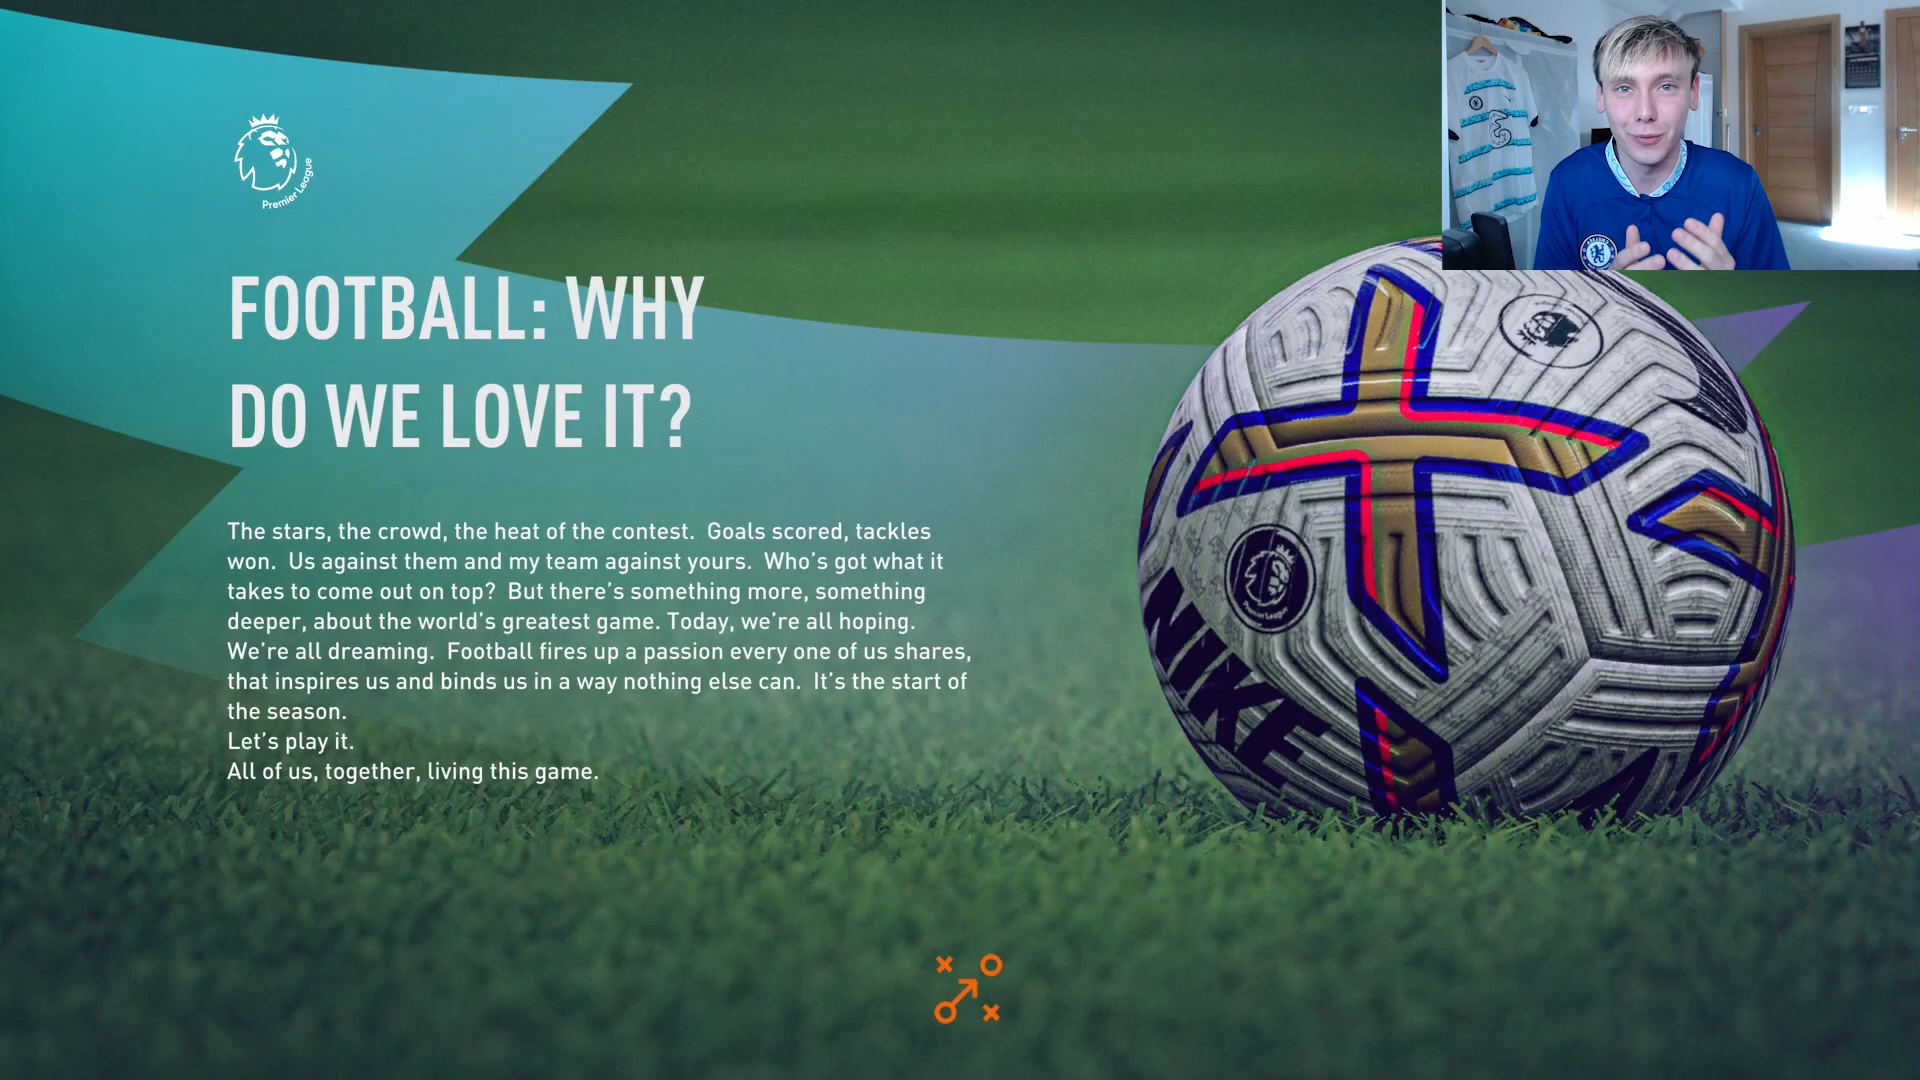 Premier League
FOOTBALL: WHY
DO WE LOVE IT?
The stars, the crowd, the heat of the contest.  Goals scored, tackles
won.  Us against them and my team against yours.  Who's got what it
takes to come out on top?  But there's something more, something
deeper, about the world's greatest game. Today, we're all hoping.
We're all dreaming.  Football fires up a passion every one of us shares,
that inspires us and binds us in a way nothing else can.  It's the start of
the season.
Let's play it.
All of us, together, living this game.
Premier League
NIKE
3